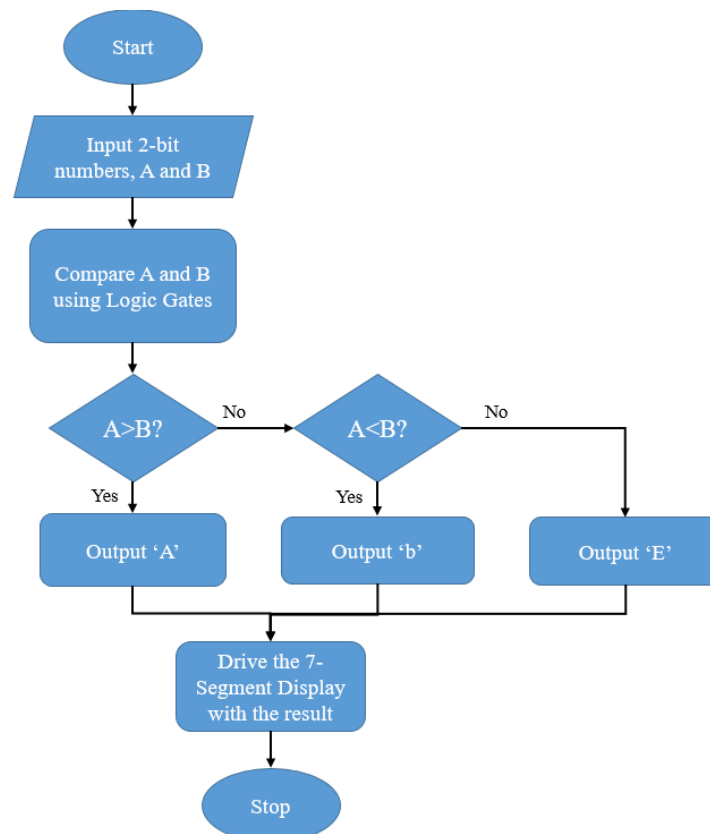 Start
Input 2-bit
numbers, A and B
Compare A and B
using Logic Gates
A>B?
No
A<B?
No
Yes
Yes
Output ‘A’
Output ‘b’
Output ‘E’
Drive the 7-
Segment Display
with the result
Stop